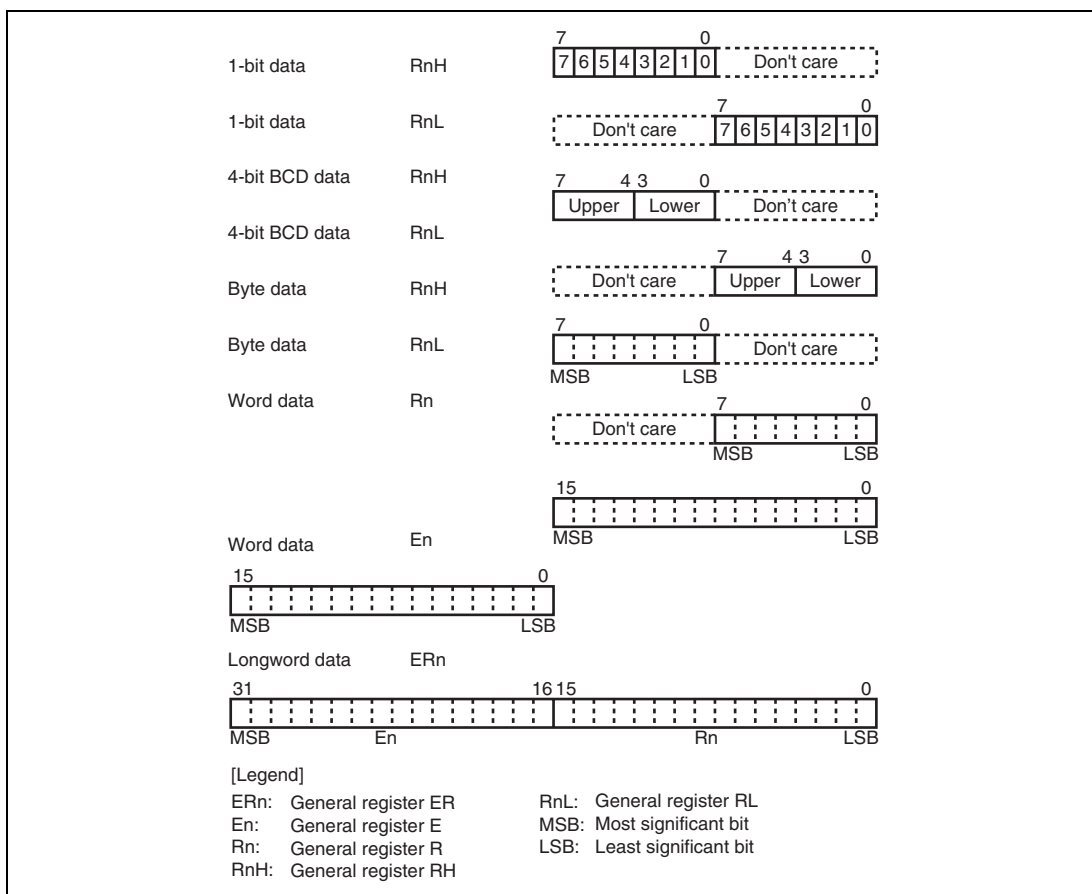 7 0
1-bit data RnH 7 6 5 4 3 2 1 0 Don't care
7 0
1-bit data RnL Don't care 7 6 5 4 3 2 1 0
4-bit BCD data RnH 7 4 3 0
Upper Lower Don't care
4-bit BCD data RnL
7 4 3 0
Byte data RnH Don't care Upper Lower
7 0
Byte data RnL Don't care
MSB LSB
Word data Rn 7 0
Don't care
MSB LSB
15 0
Word data En MSB LSB
15 0
MSB LSB
Longword data ERn
31 16 15 0
MSB En Rn LSB
[Legend]
ERn: General register ER RnL: General register RL
En: General register E MSB: Most significant bit
Rn: General register R LSB: Least significant bit
RnH: General register RH